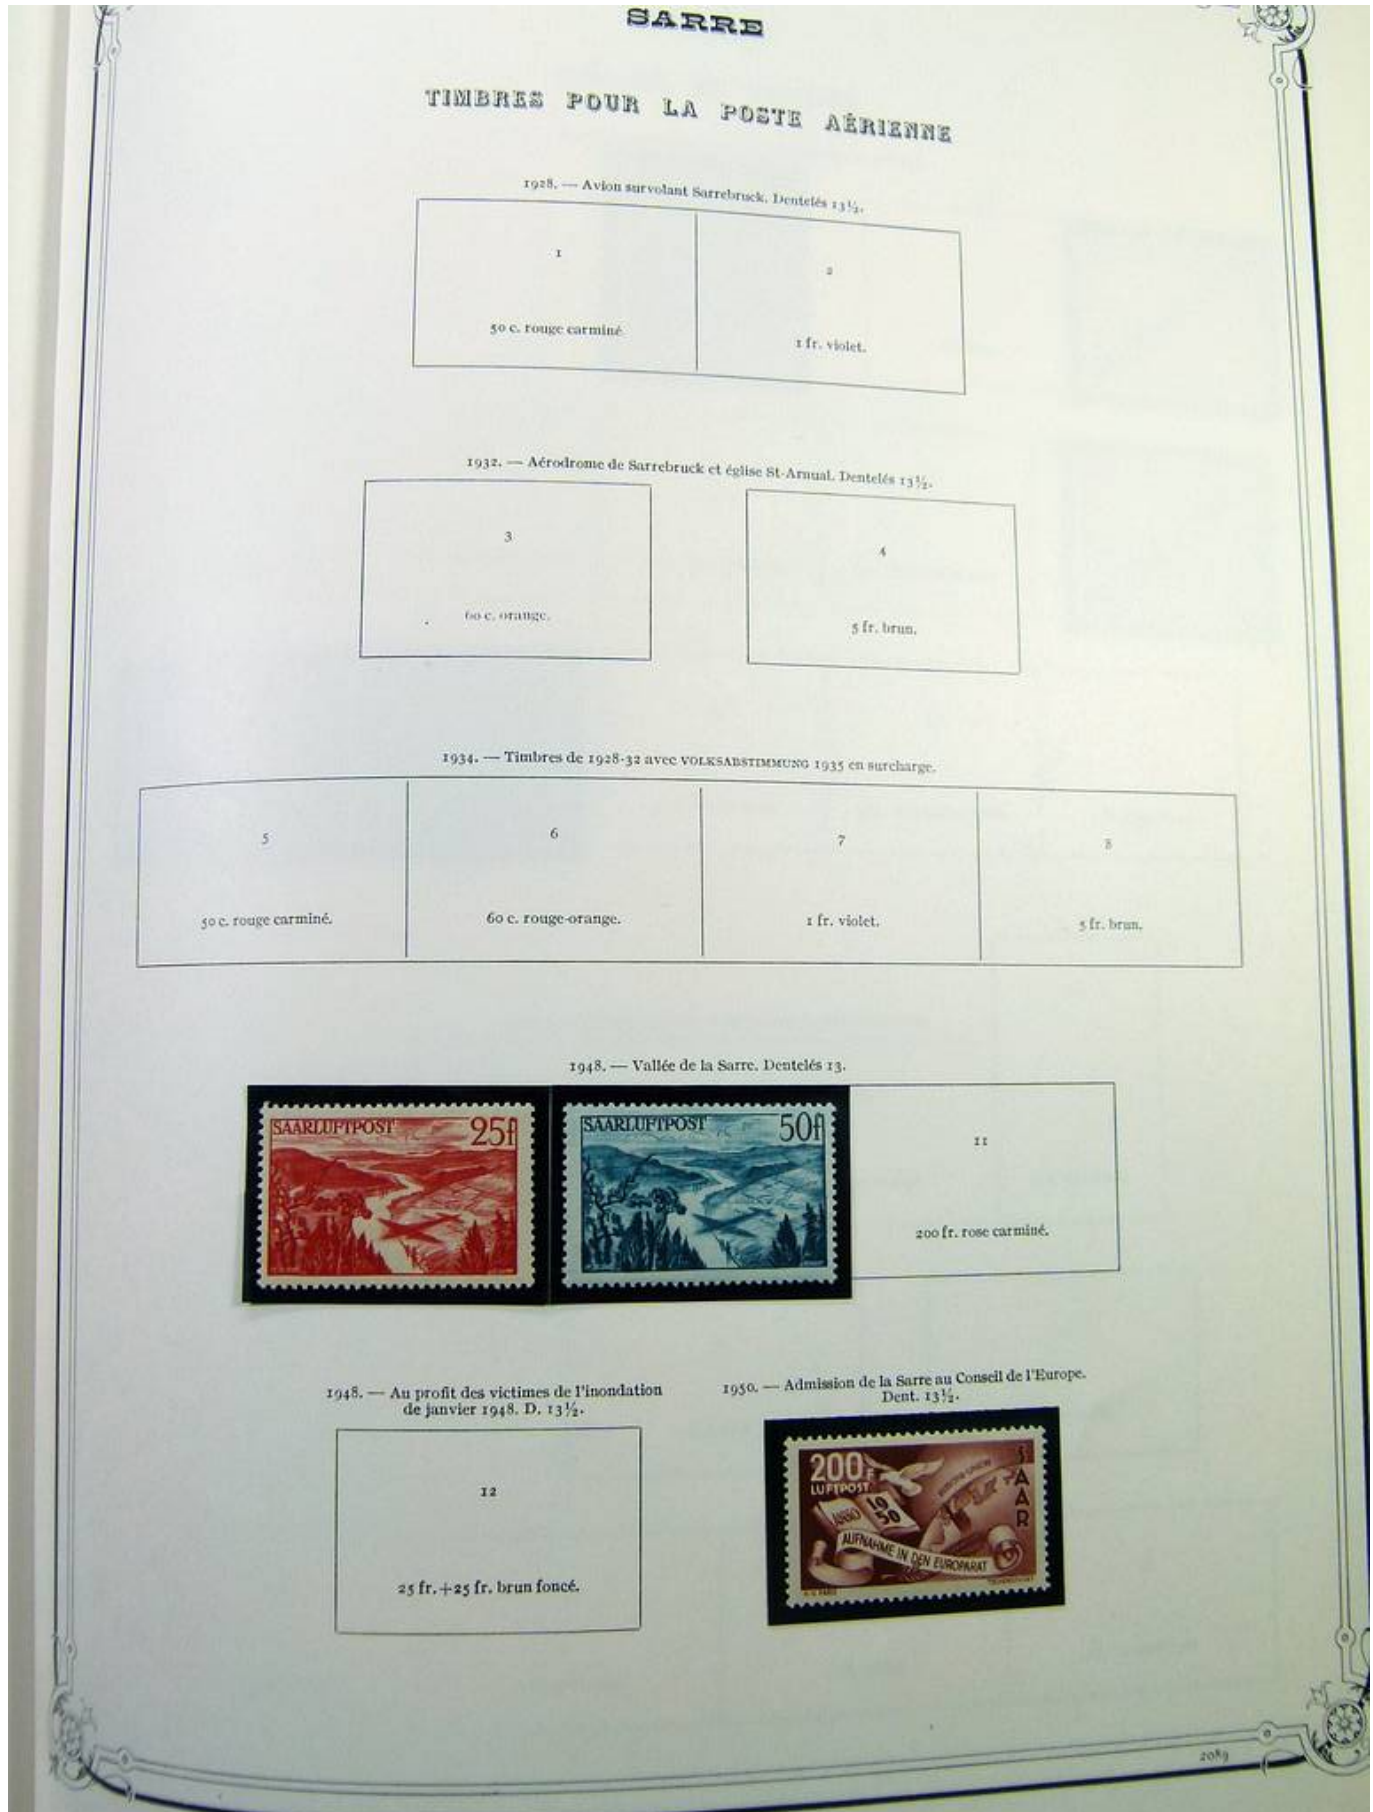 SARRE
TIMBRES POUR LA POSTE AÉRIENNE
1928. — Avion survolant Sarrebruck. Dentelés 13½.
1
2
50 c. rouge carminé
1 fr. violet.
1932. — Aérodrome de Sarrebruck et église St-Arnual. Dentelés 13½.
3
4
60 c. orange.
5 fr. brun.
1934. — Timbres de 1928-32 avec VOLKSABSTIMMUNG 1935 en surcharge.
5
6
7
8
50 c. rouge carminé.
60 c. rouge-orange.
1 fr. violet.
5 fr. brun.
1948. — Vallée de la Sarre. Dentelés 13.
SAARLUFTPOST 25f
SAARLUFTPOST 50f
11
200 fr. rose carminé.
1948. — Au profit des victimes de l'inondation
de janvier 1948. D. 13½.
12
25 fr. + 25 fr. brun foncé.
1950. — Admission de la Sarre au Conseil de l'Europe.
Dent. 13½.
200F
LUFTPOST
SAAR
EUROPA-UNION
ANNO
1950
AUFNAHME IN DEN EUROPARAT
2089